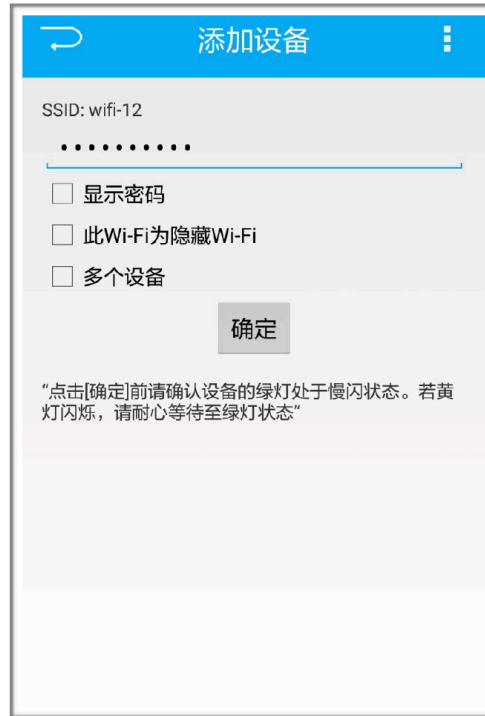 添加设备
SSID: wifi-12
••••••••••
显示密码
此Wi-Fi为隐藏Wi-Fi
多个设备
确定
“点击[确定]前请确认设备的绿灯处于慢闪状态。若黄
灯闪烁，请耐心等待至绿灯状态”